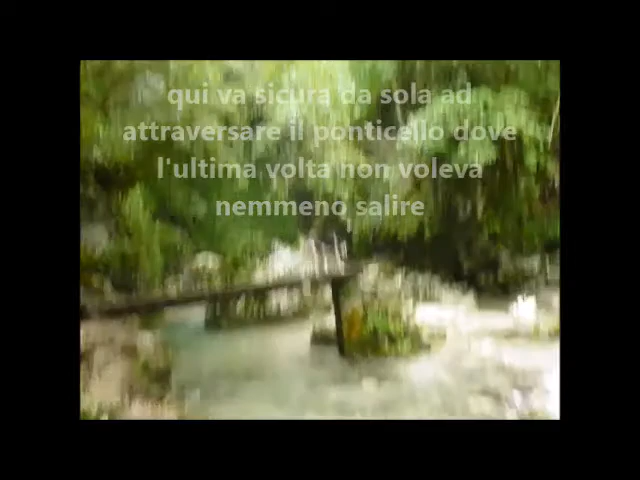 qui va sicura da sola ad
attraversare il ponticello dove
l'ultima volta non voleva
nemmeno salire